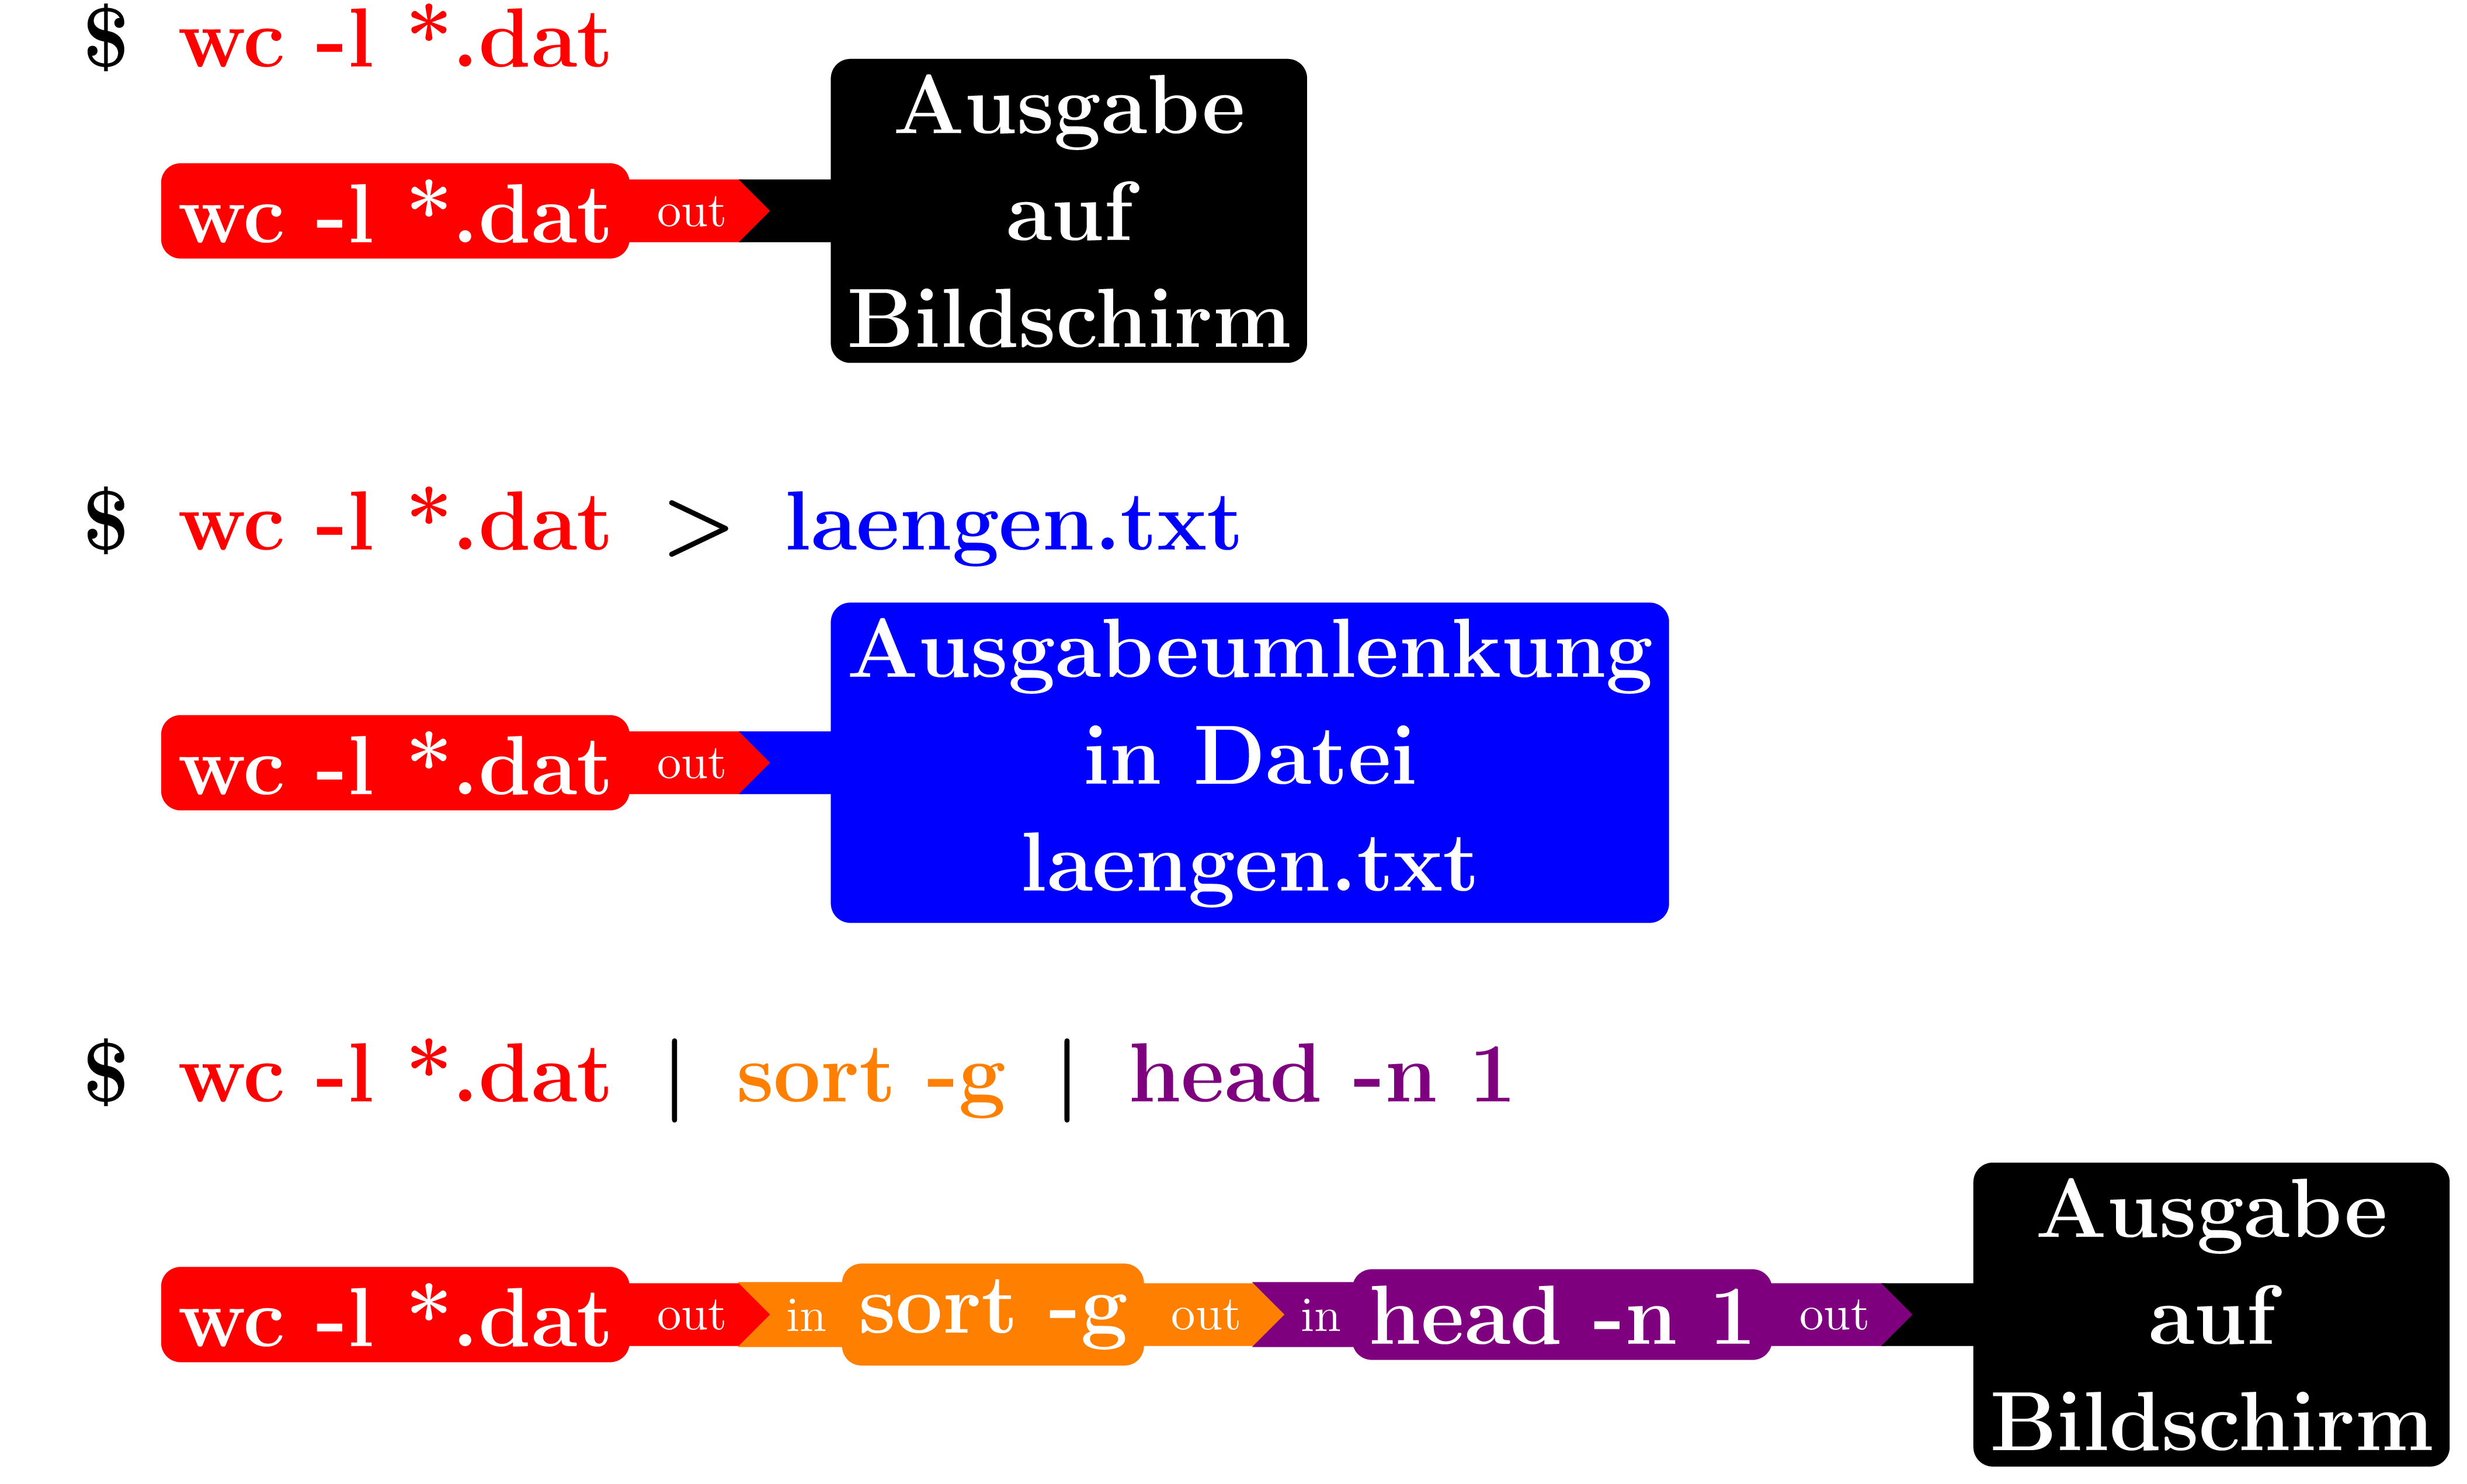 $ wc -l *.dat
Ausgabe
wc -l *.dat out auf
Bildschirm
$ wc -l *.dat > laengen.txt
Ausgabeumlenkung
wc -l *.dat out in Datei
laengen.txt
$ wc -l *.dat | sort -g | head -n 1
Ausgabe
wc -l *.dat out in sort -g out in head -n 1 out auf
Bildschirm